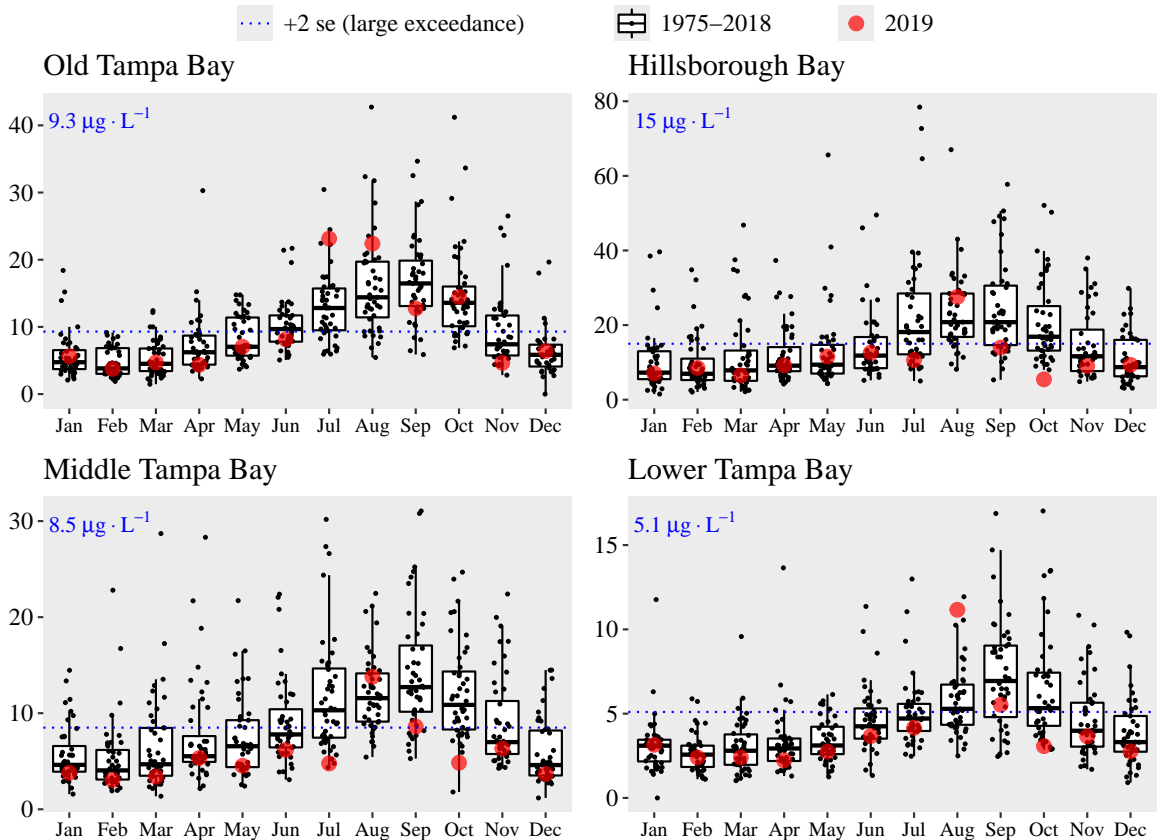 +2 se (large exceedance) 1975–2018 2019
Old Tampa Bay
9.3 μg · L⁻¹
40
30
20
10
0
Jan Feb Mar Apr May Jun Jul Aug Sep Oct Nov Dec
Hillsborough Bay
15 μg · L⁻¹
80
60
40
20
0
Jan Feb Mar Apr May Jun Jul Aug Sep Oct Nov Dec
Middle Tampa Bay
8.5 μg · L⁻¹
30
20
10
0
Jan Feb Mar Apr May Jun Jul Aug Sep Oct Nov Dec
Lower Tampa Bay
5.1 μg · L⁻¹
15
10
5
0
Jan Feb Mar Apr May Jun Jul Aug Sep Oct Nov Dec